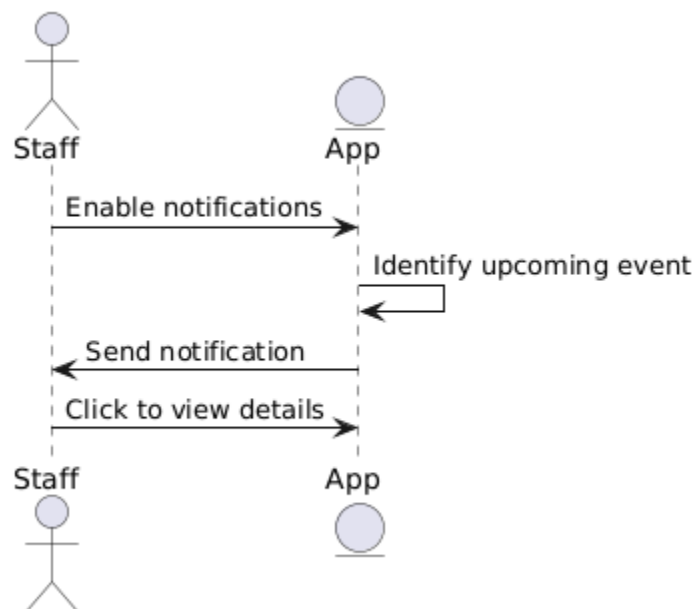 Staff
App
Enable notifications
Identify upcoming event
Send notification
Click to view details
Staff
App